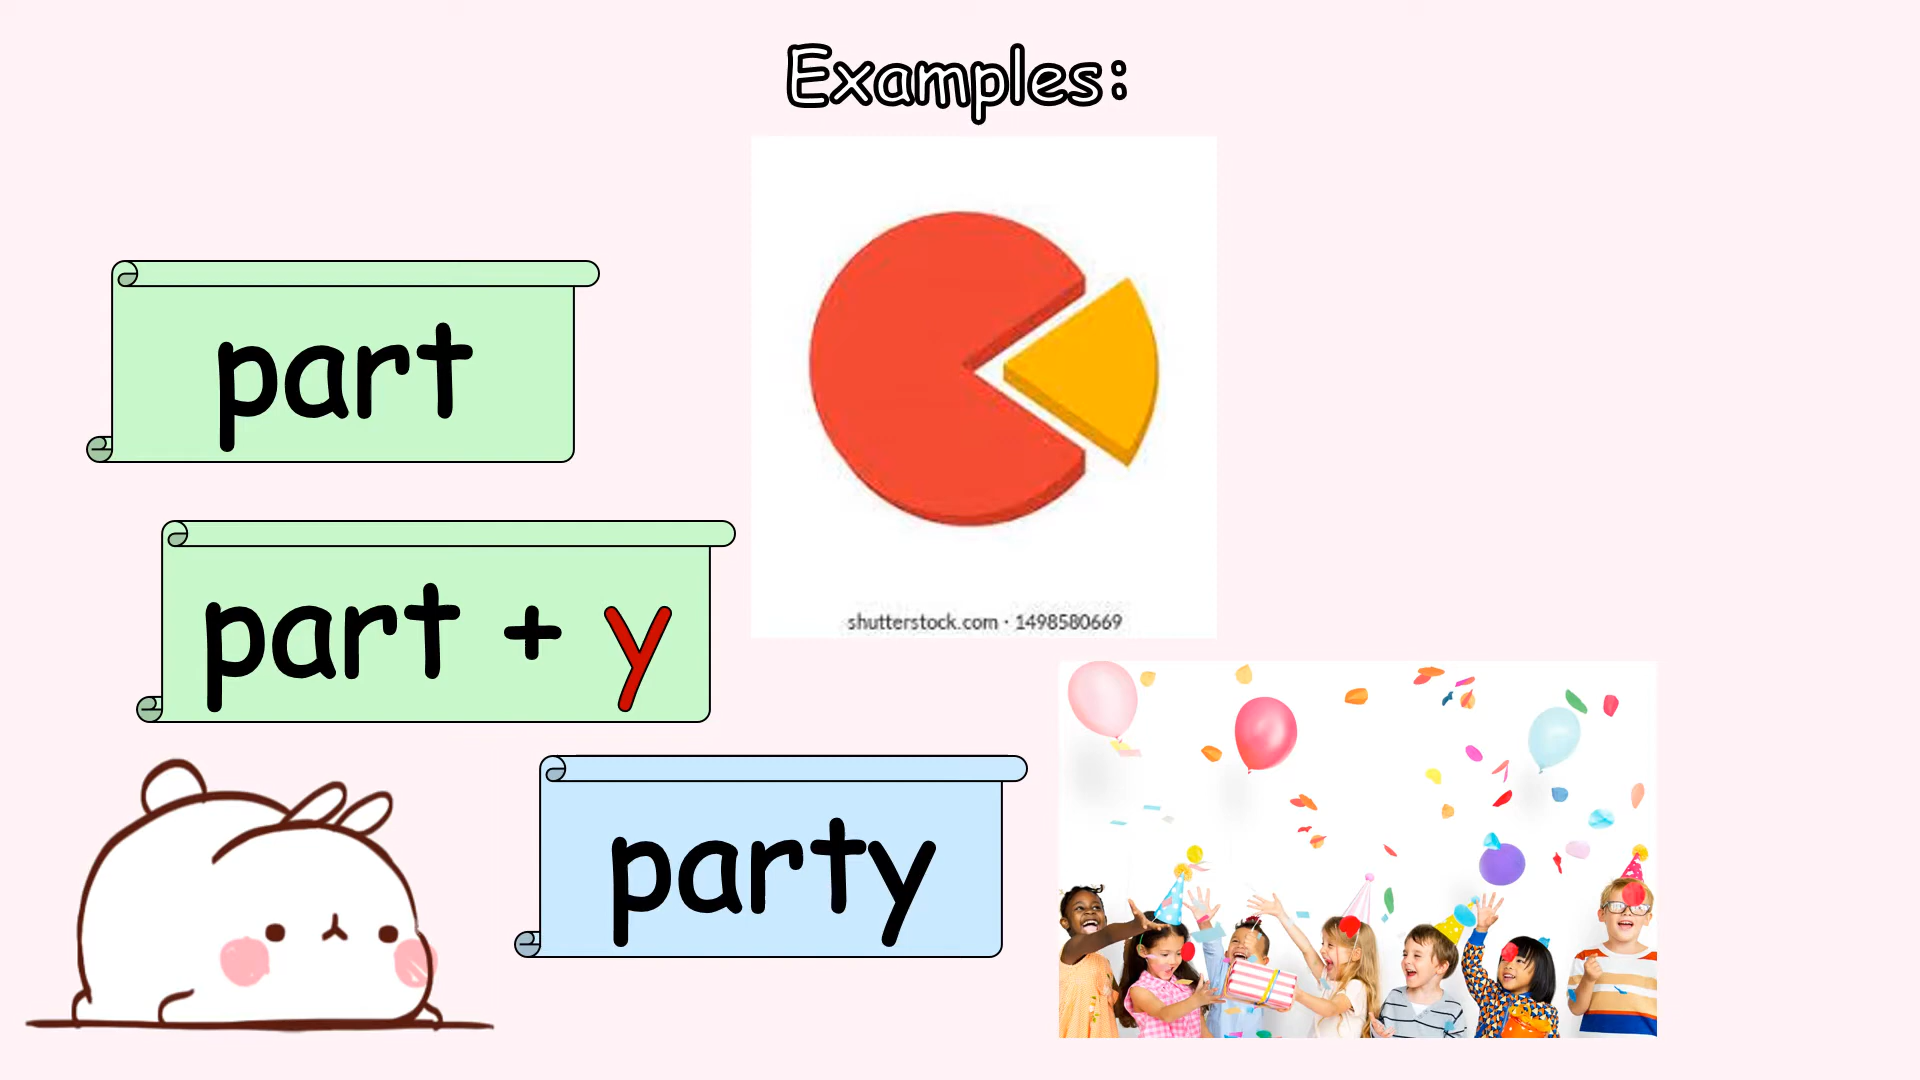 Examples:
part
part + y
party
shutterstock.com · 1498580669